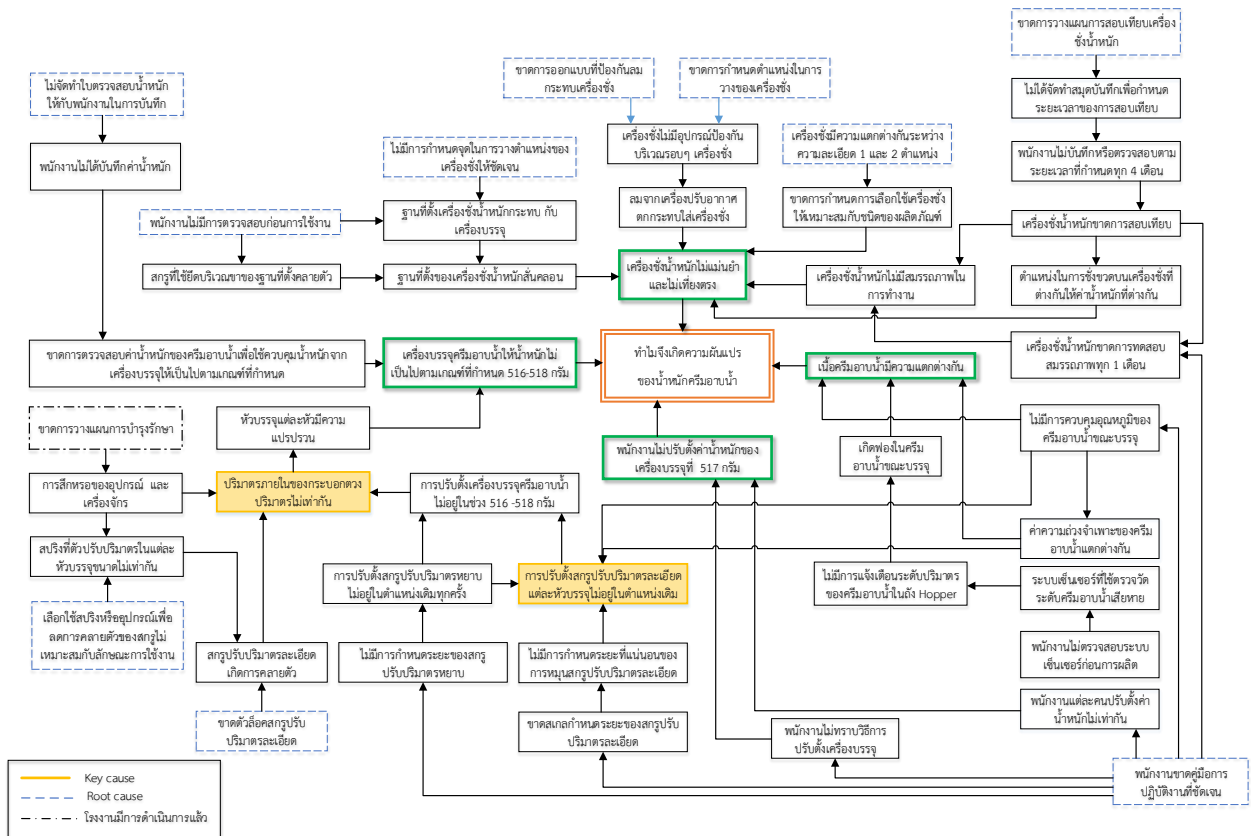 ขาดการวางแผนการสอบเทียบเครื่อง
ชั่งน้ำหนัก
ไม่จัดทำใบตรวจสอบน้ำหนัก
ให้กับพนักงานในการบันทึก
ขาดการออกแบบที่ป้องกันลม
กระทบเครื่องชั่ง
ขาดการกำหนดตำแหน่งในการ
วางของเครื่องชั่ง
ไม่ได้จัดทำสมุดบันทึกเพื่อกำหนด
ระยะเวลาของการสอบเทียบ
พนักงานไม่ได้บันทึกค่าน้ำหนัก
ไม่มีการกำหนดจุดในการวางตำแหน่งของ
เครื่องชั่งให้ชัดเจน
เครื่องชั่งไม่มีอุปกรณ์ป้องกัน
บริเวณรอบๆ เครื่องชั่ง
เครื่องชั่งมีความแตกต่างกันระหว่าง
ความละเอียด 1 และ 2 ตำแหน่ง
พนักงานไม่บันทึกหรือตรวจสอบตาม
ระยะเวลาที่กำหนดทุก 4 เดือน
พนักงานไม่มีการตรวจสอบก่อนการใช้งาน
ฐานที่ตั้งเครื่องชั่งน้ำหนักกระทบ กับ
เครื่องบรรจุ
ลมจากเครื่องปรับอากาศ
ตกกระทบใส่เครื่องชั่ง
ขาดการกำหนดการเลือกใช้เครื่องชั่ง
ให้เหมาะสมกับชนิดของผลิตภัณฑ์
เครื่องชั่งน้ำหนักขาดการสอบเทียบ
สกรูที่ใช้ยึดบริเวณขาของฐานที่ตั้งคลายตัว
ฐานที่ตั้งของเครื่องชั่งน้ำหนักสั่นคลอน
เครื่องชั่งน้ำหนักไม่แม่นยำ
และไม่เที่ยงตรง
เครื่องชั่งน้ำหนักไม่มีสมรรถภาพใน
การทำงาน
ตำแหน่งในการชั่งขวดบนเครื่องชั่งที่
ต่างกันให้ค่าน้ำหนักที่ต่างกัน
ขาดการตรวจสอบค่าน้ำหนักของครีมอาบน้ำเพื่อใช้ควบคุมน้ำหนักจาก
เครื่องบรรจุให้เป็นไปตามเกณฑ์ที่กำหนด
เครื่องบรรจุครีมอาบน้ำให้น้ำหนักไม่
เป็นไปตามเกณฑ์ที่กำหนด 516-518 กรัม
ทำไมจึงเกิดความผันแปร
ของน้ำหนักครีมอาบน้ำ
เนื้อครีมอาบน้ำมีความแตกต่างกัน
เครื่องชั่งน้ำหนักขาดการทดสอบ
สมรรถภาพทุก 1 เดือน
ขาดการวางแผนการบำรุงรักษา
หัวบรรจุแต่ละหัวมีความ
แปรปรวน
พนักงานไม่ปรับตั้งค่าน้ำหนักของ
เครื่องบรรจุที่ 517 กรัม
เกิดฟองในครีม
อาบน้ำขณะบรรจุ
ไม่มีการควบคุมอุณหภูมิของ
ครีมอาบน้ำขณะบรรจุ
การสึกหรอของอุปกรณ์ และ
เครื่องจักร
ปริมาตรภายในของกระบอกตวง
ปริมาตรไม่เท่ากัน
การปรับตั้งเครื่องบรรจุครีมอาบน้ำ
ไม่อยู่ในช่วง 516 -518 กรัม
ค่าความถ่วงจำเพาะของครีม
อาบน้ำแตกต่างกัน
สปริงที่ตัวปรับปริมาตรในแต่ละ
หัวบรรจุขนาดไม่เท่ากัน
การปรับตั้งสกรูปรับปริมาตรหยาบ
ไม่อยู่ในตำแหน่งเดิมทุกครั้ง
การปรับตั้งสกรูปรับปริมาตรละเอียด
แต่ละหัวบรรจุไม่อยู่ในตำแหน่งเดิม
ไม่มีการแจ้งเตือนระดับปริมาตร
ของครีมอาบน้ำในถัง Hopper
ระบบเซ็นเซอร์ที่ใช้ตรวจวัด
ระดับครีมอาบน้ำเสียหาย
เลือกใช้สปริงหรืออุปกรณ์เพื่อ
ลดการคลายตัวของสกรูไม่
เหมาะสมกับลักษณะการใช้งาน
สกรูปรับปริมาตรละเอียด
เกิดการคลายตัว
ไม่มีการกำหนดระยะของสกรู
ปรับปริมาตรหยาบ
ไม่มีการกำหนดระยะที่แน่นอนของ
การหมุนสกรูปรับปริมาตรละเอียด
พนักงานไม่ตรวจสอบระบบ
เซ็นเซอร์ก่อนการผลิต
พนักงานแต่ละคนปรับตั้งค่า
น้ำหนักไม่เท่ากัน
ขาดตัวล็อคสกรูปรับ
ปริมาตรละเอียด
ขาดสเกลกำหนดระยะของสกรูปรับ
ปริมาตรละเอียด
พนักงานไม่ทราบวิธีการ
ปรับตั้งเครื่องบรรจุ
พนักงานขาดคู่มือการ
ปฏิบัติงานที่ชัดเจน
Key cause
Root cause
โรงงานมีการดำเนินการแล้ว